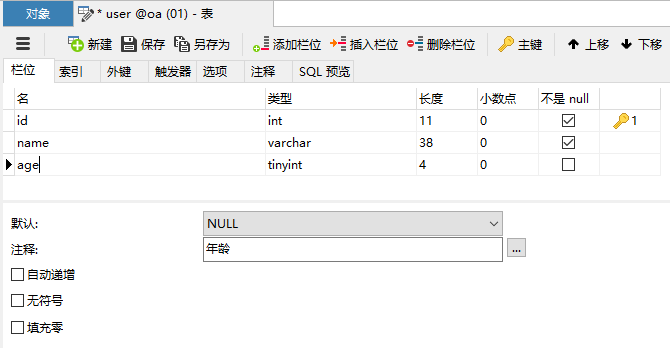 对象 * user @oa (01) - 表
新建 保存 另存为 添加栏位 插入栏位 删除栏位 主键 上移 下移
栏位 索引 外键 触发器 选项 注释 SQL 预览
名 类型 长度 小数点 不是 null
id int 11 0 1
name varchar 38 0
age tinyint 4 0
默认: NULL
注释: 年龄 ...
自动递增
无符号
填充零